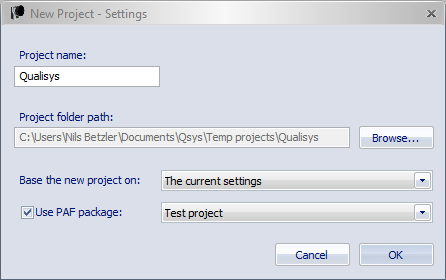 New Project - Settings
Project name:
Qualisys
Project folder path:
C:\Users\Nils Betzler\Documents\Qsys\Temp projects\Qualisys
Browse...
Base the new project on:
The current settings
Use PAF package:
Test project
Cancel
OK